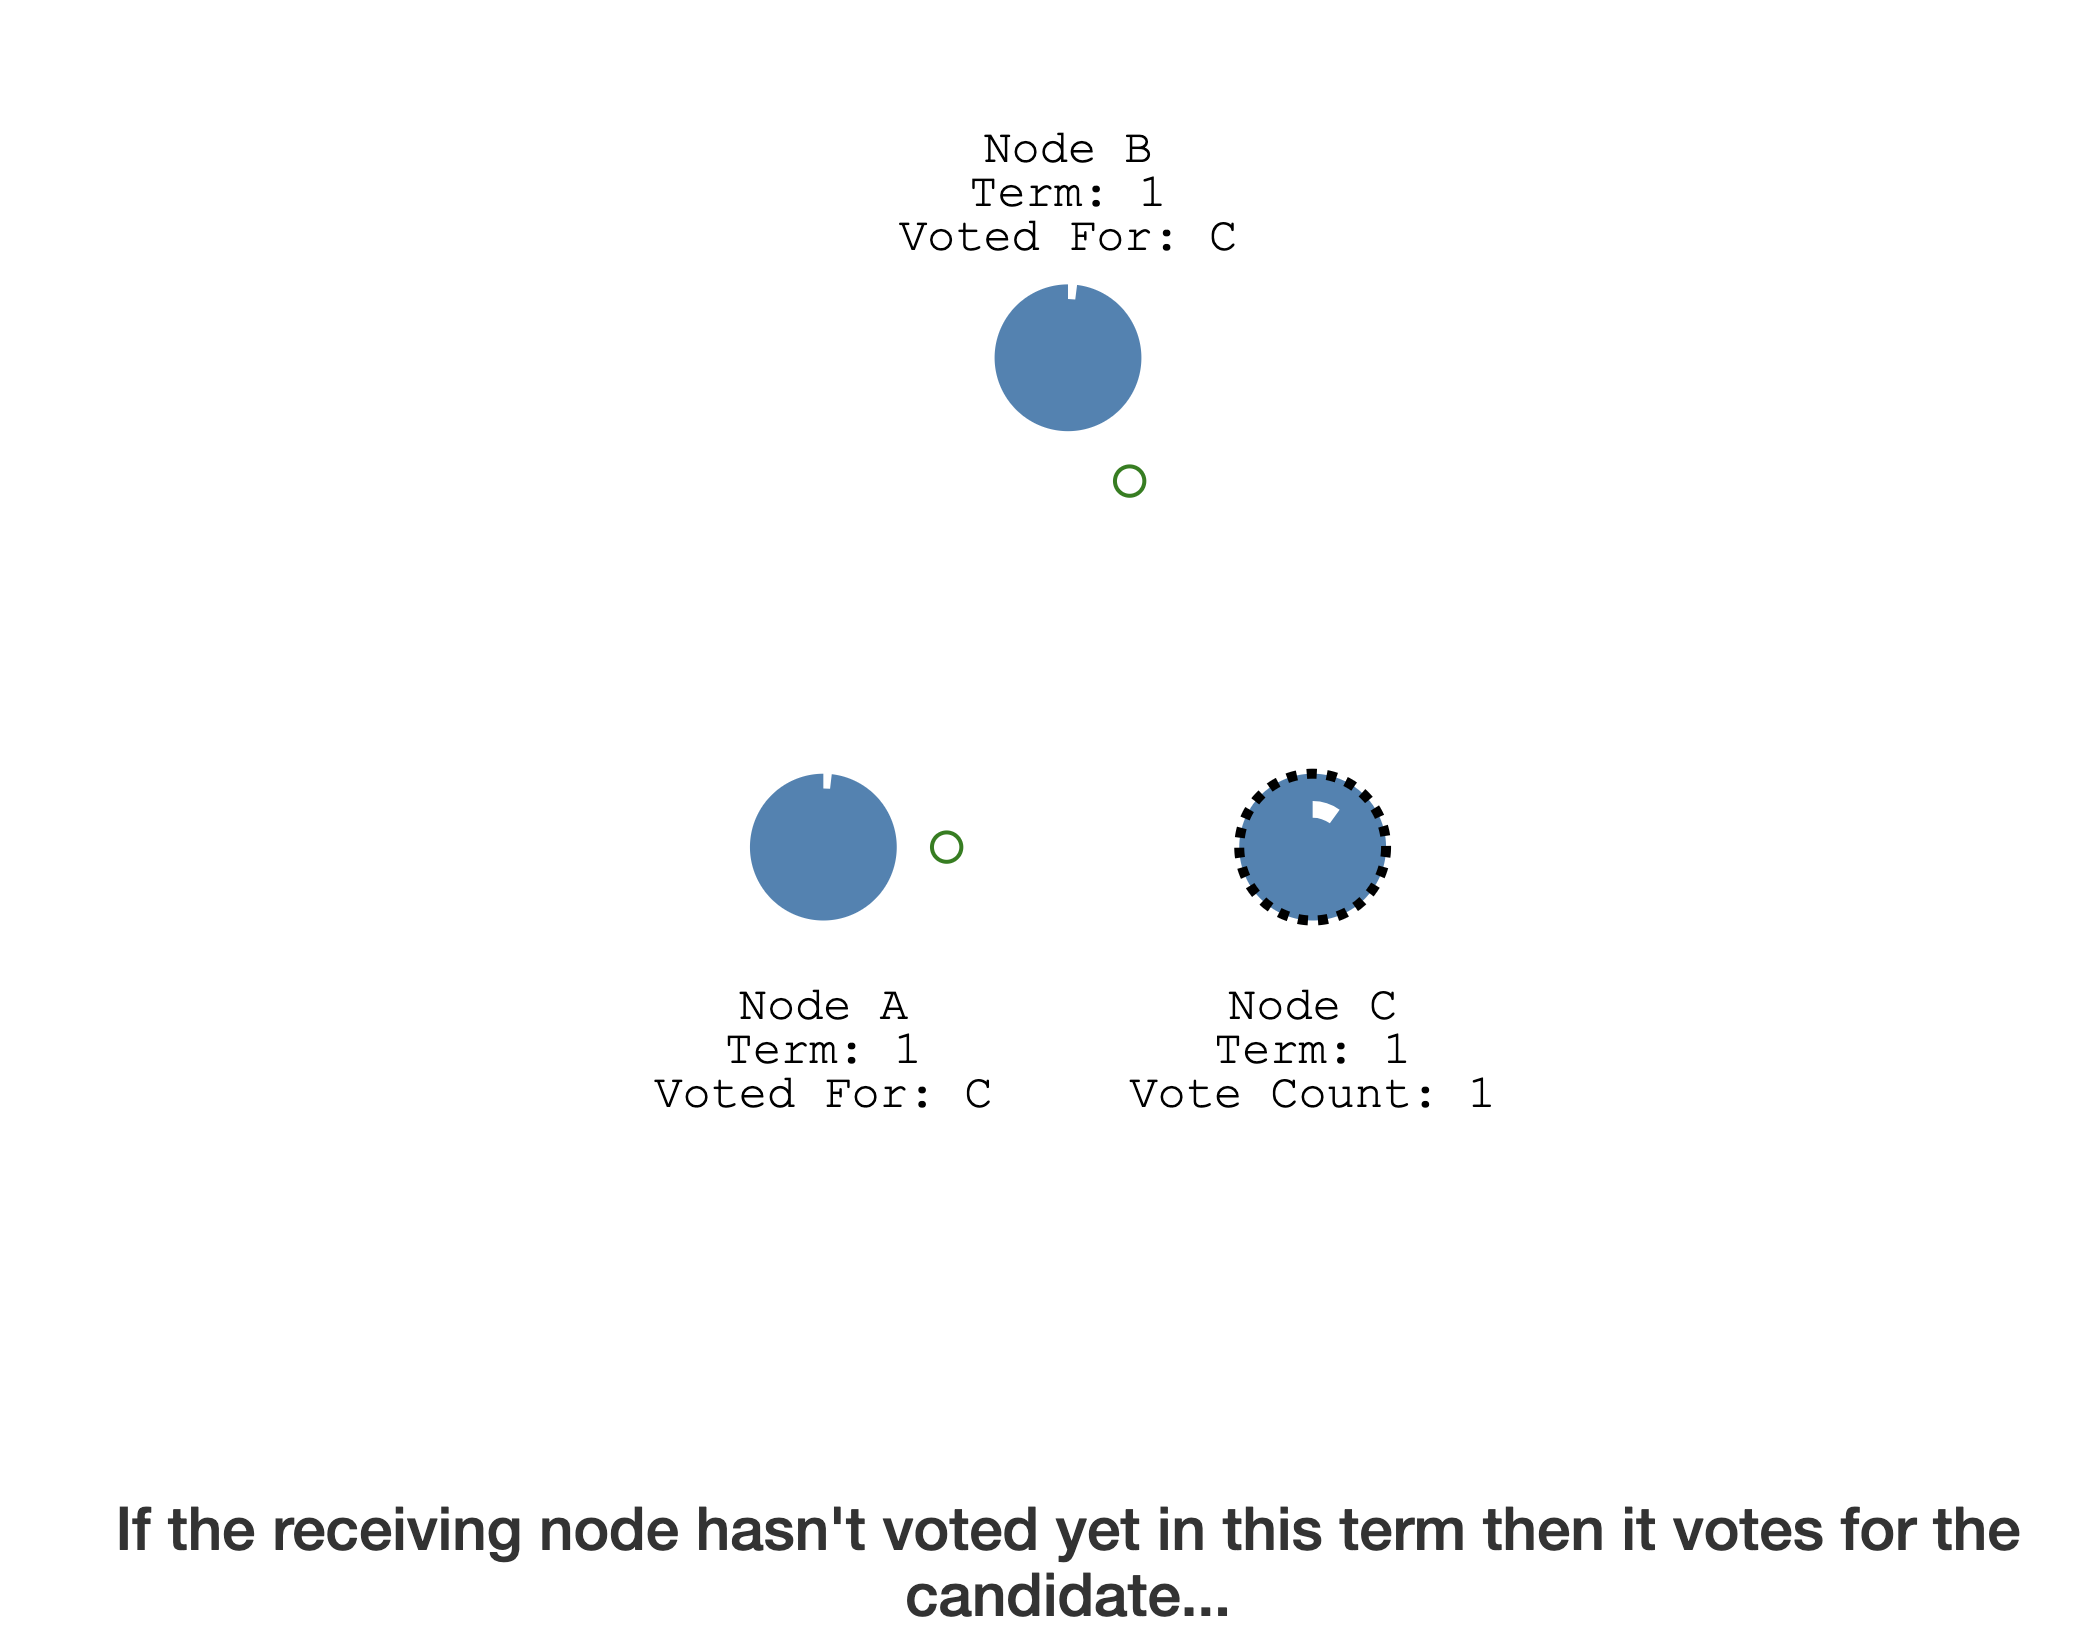 Node B
Term: 1
Voted For: C
Node A
Term: 1
Voted For: C
Node C
Term: 1
Vote Count: 1
If the receiving node hasn't voted yet in this term then it votes for the
candidate...